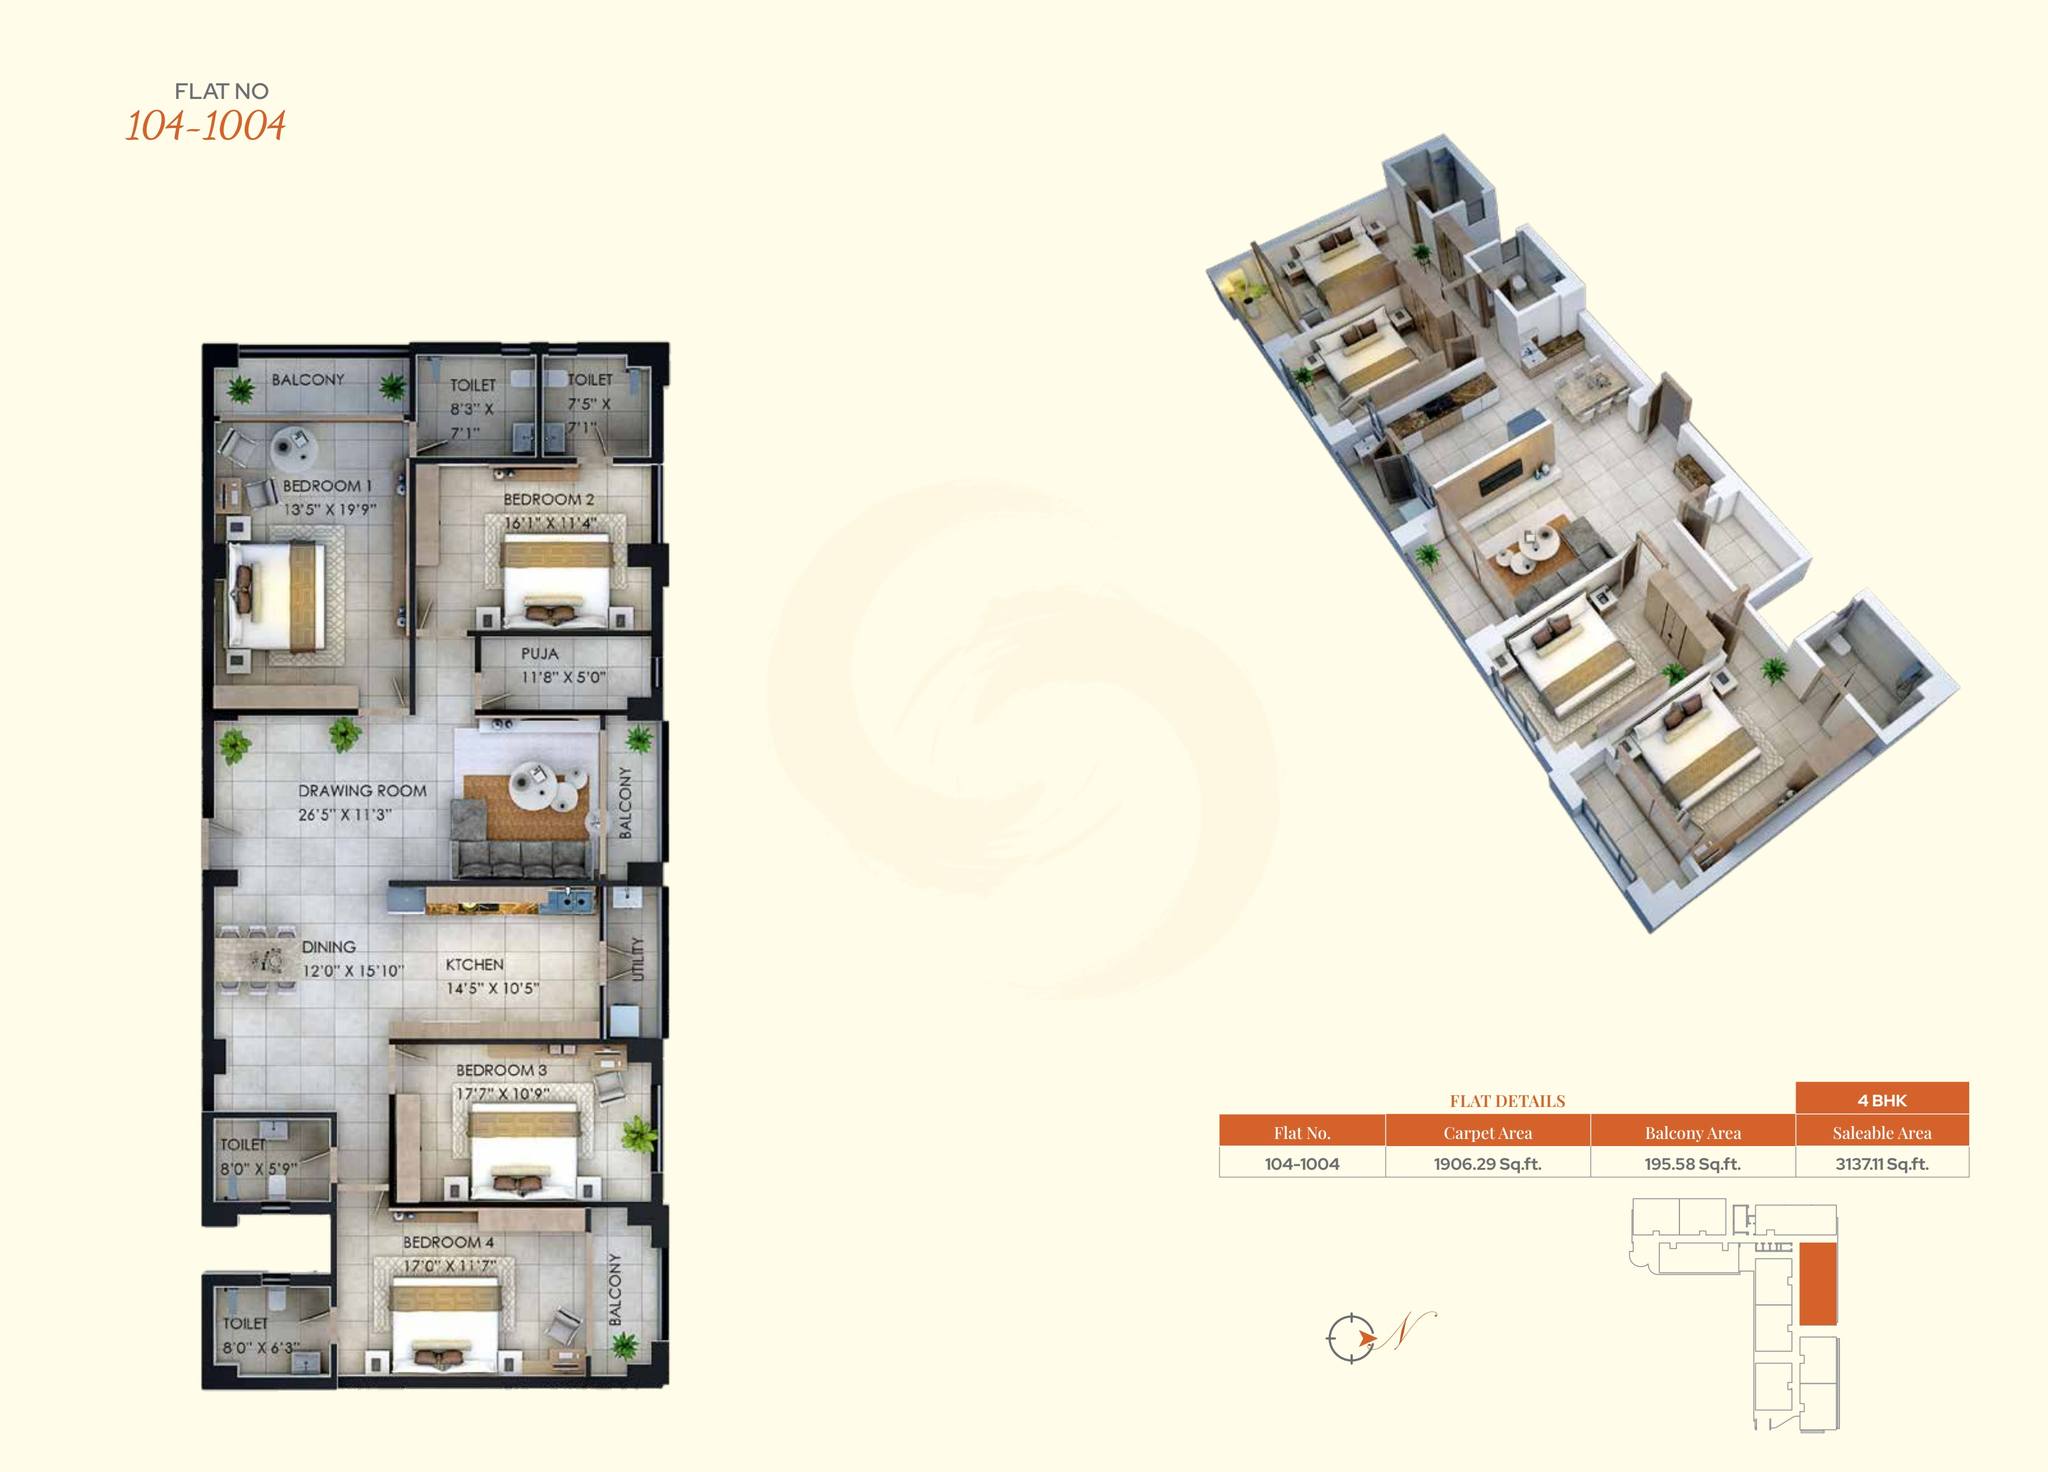 FLAT NO
104-1004
BALCONY
TOILET
8'3" X
7'1"
TOILET
7'5" X
7'1"
BEDROOM 1
13'5" X 19'9"
BEDROOM 2
16'1" X 11'4"
PUJA
11'8" X 5'0"
DRAWING ROOM
26'5" X 11'3"
BALCONY
DINING
12'0" X 15'10"
KTCHEN
14'5" X 10'5"
UTILITY
BEDROOM 3
17'7" X 10'9"
TOILET
8'0" X 5'9"
BEDROOM 4
17'0" X 11'7"
BALCONY
TOILET
8'0" X 6'3"
FLAT DETAILS 4 BHK
Flat No. Carpet Area Balcony Area Saleable Area
104-1004 1906.29 Sq.ft. 195.58 Sq.ft. 3137.11 Sq.ft.
N